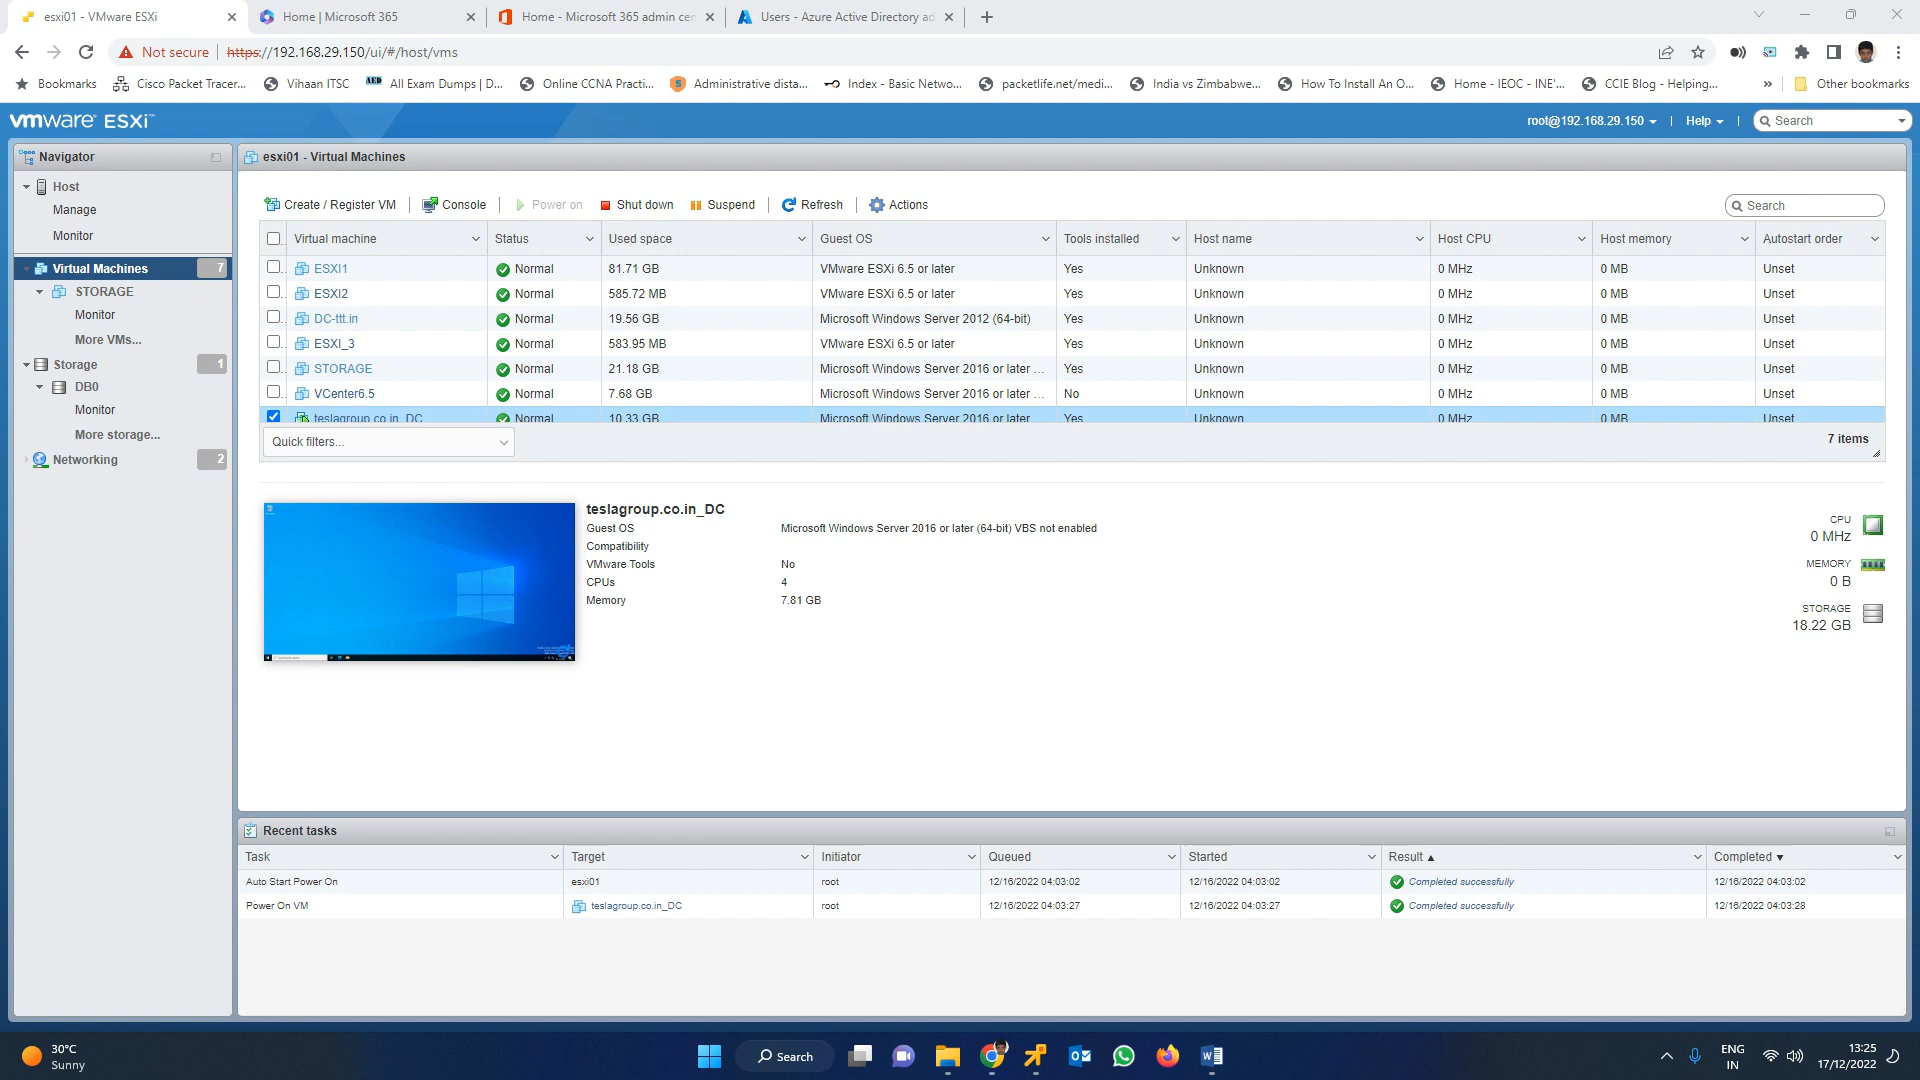 esxi01 - VMware ESXi
Home | Microsoft 365
Home - Microsoft 365 admin cen
Users - Azure Active Directory ad
Not secure
https://192.168.29.150/ui/#/host/vms
Bookmarks
Cisco Packet Tracer...
Vihaan ITSC
All Exam Dumps | D...
Online CCNA Practi...
Administrative dista...
Index - Basic Netwo...
packetlife.net/medi...
India vs Zimbabwe...
How To Install An O...
Home - IEOC - INE'...
CCIE Blog - Helping...
Other bookmarks
vmware ESXi
root@192.168.29.150
Help
Search
Navigator
Host
Manage
Monitor
Virtual Machines 7
STORAGE
Monitor
More VMs...
Storage 1
DB0
Monitor
More storage...
Networking 2
esxi01 - Virtual Machines
Create / Register VM
Console
Power on
Shut down
Suspend
Refresh
Actions
Search
Virtual machine Status Used space Guest OS Tools installed Host name Host CPU Host memory Autostart order
ESXI1 Normal 81.71 GB VMware ESXi 6.5 or later Yes Unknown 0 MHz 0 MB Unset
ESXI2 Normal 585.72 MB VMware ESXi 6.5 or later Yes Unknown 0 MHz 0 MB Unset
DC-ttt.in Normal 19.56 GB Microsoft Windows Server 2012 (64-bit) Yes Unknown 0 MHz 0 MB Unset
ESXI_3 Normal 583.95 MB VMware ESXi 6.5 or later Yes Unknown 0 MHz 0 MB Unset
STORAGE Normal 21.18 GB Microsoft Windows Server 2016 or later ... Yes Unknown 0 MHz 0 MB Unset
VCenter6.5 Normal 7.68 GB Microsoft Windows Server 2016 or later ... No Unknown 0 MHz 0 MB Unset
teslagroup.co.in_DC Normal 10.33 GB Microsoft Windows Server 2016 or later Yes Unknown 0 MHz 0 MB Unset
Quick filters...
7 items
teslagroup.co.in_DC
Guest OS Microsoft Windows Server 2016 or later (64-bit) VBS not enabled
Compatibility
VMware Tools No
CPUs 4
Memory 7.81 GB
CPU
0 MHz
MEMORY
0 B
STORAGE
18.22 GB
Recent tasks
Task Target Initiator Queued Started Result Completed
Auto Start Power On esxi01 root 12/16/2022 04:03:02 12/16/2022 04:03:02 Completed successfully 12/16/2022 04:03:02
Power On VM teslagroup.co.in_DC root 12/16/2022 04:03:27 12/16/2022 04:03:27 Completed successfully 12/16/2022 04:03:28
30°C
Sunny
Search
ENG
IN
13:25
17/12/2022